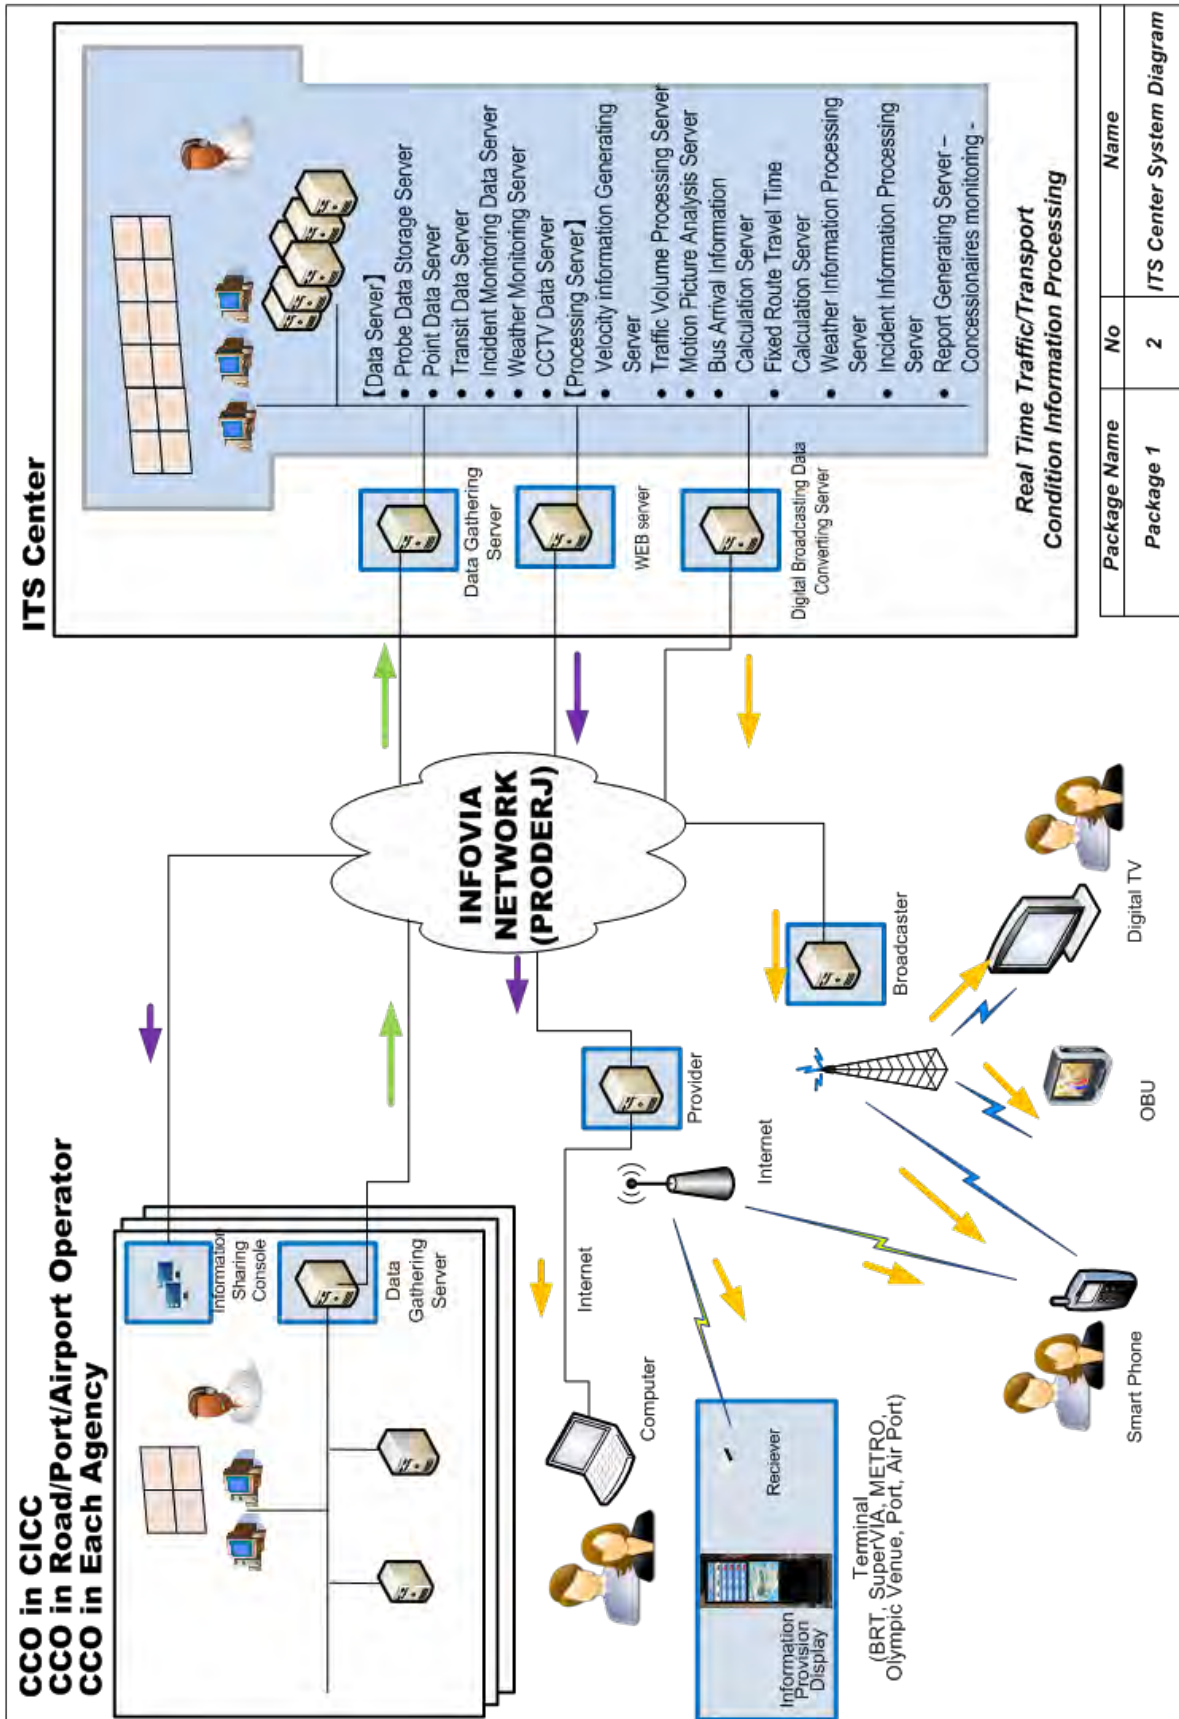 CCO in CICC
CCO in Road/Port/Airport Operator
CCO in Each Agency
Information
Sharing
Console
Data
Gathering
Server
ITS Center
【Data Server】
• Probe Data Storage Server
• Point Data Server
• Transit Data Server
• Incident Monitoring Data Server
• Weather Monitoring Server
• CCTV Data Server
【Processing Server】
• Velocity information Generating
Server
• Traffic Volume Processing Server
• Motion Picture Analysis Server
• Bus Arrival Information
Calculation Server
• Fixed Route Travel Time
Calculation Server
• Weather Information Processing
Server
• Incident Information Processing
Server
• Report Generating Server –
Concessionaires monitoring -
Data Gathering
Server
WEB server
Digital Broadcasting Data
Converting Server
Real Time Traffic/Transport
Condition Information Processing
INFOVIA
NETWORK
(PRODERJ)
Provider
Broadcaster
Internet
Internet
Computer
Information
Provision
Display
Reciever
Terminal
(BRT, SuperVIA, METRO,
Olympic Venue, Port, Air Port)
Smart Phone
OBU
Digital TV
Package Name No Name
Package 1 2 ITS Center System Diagram